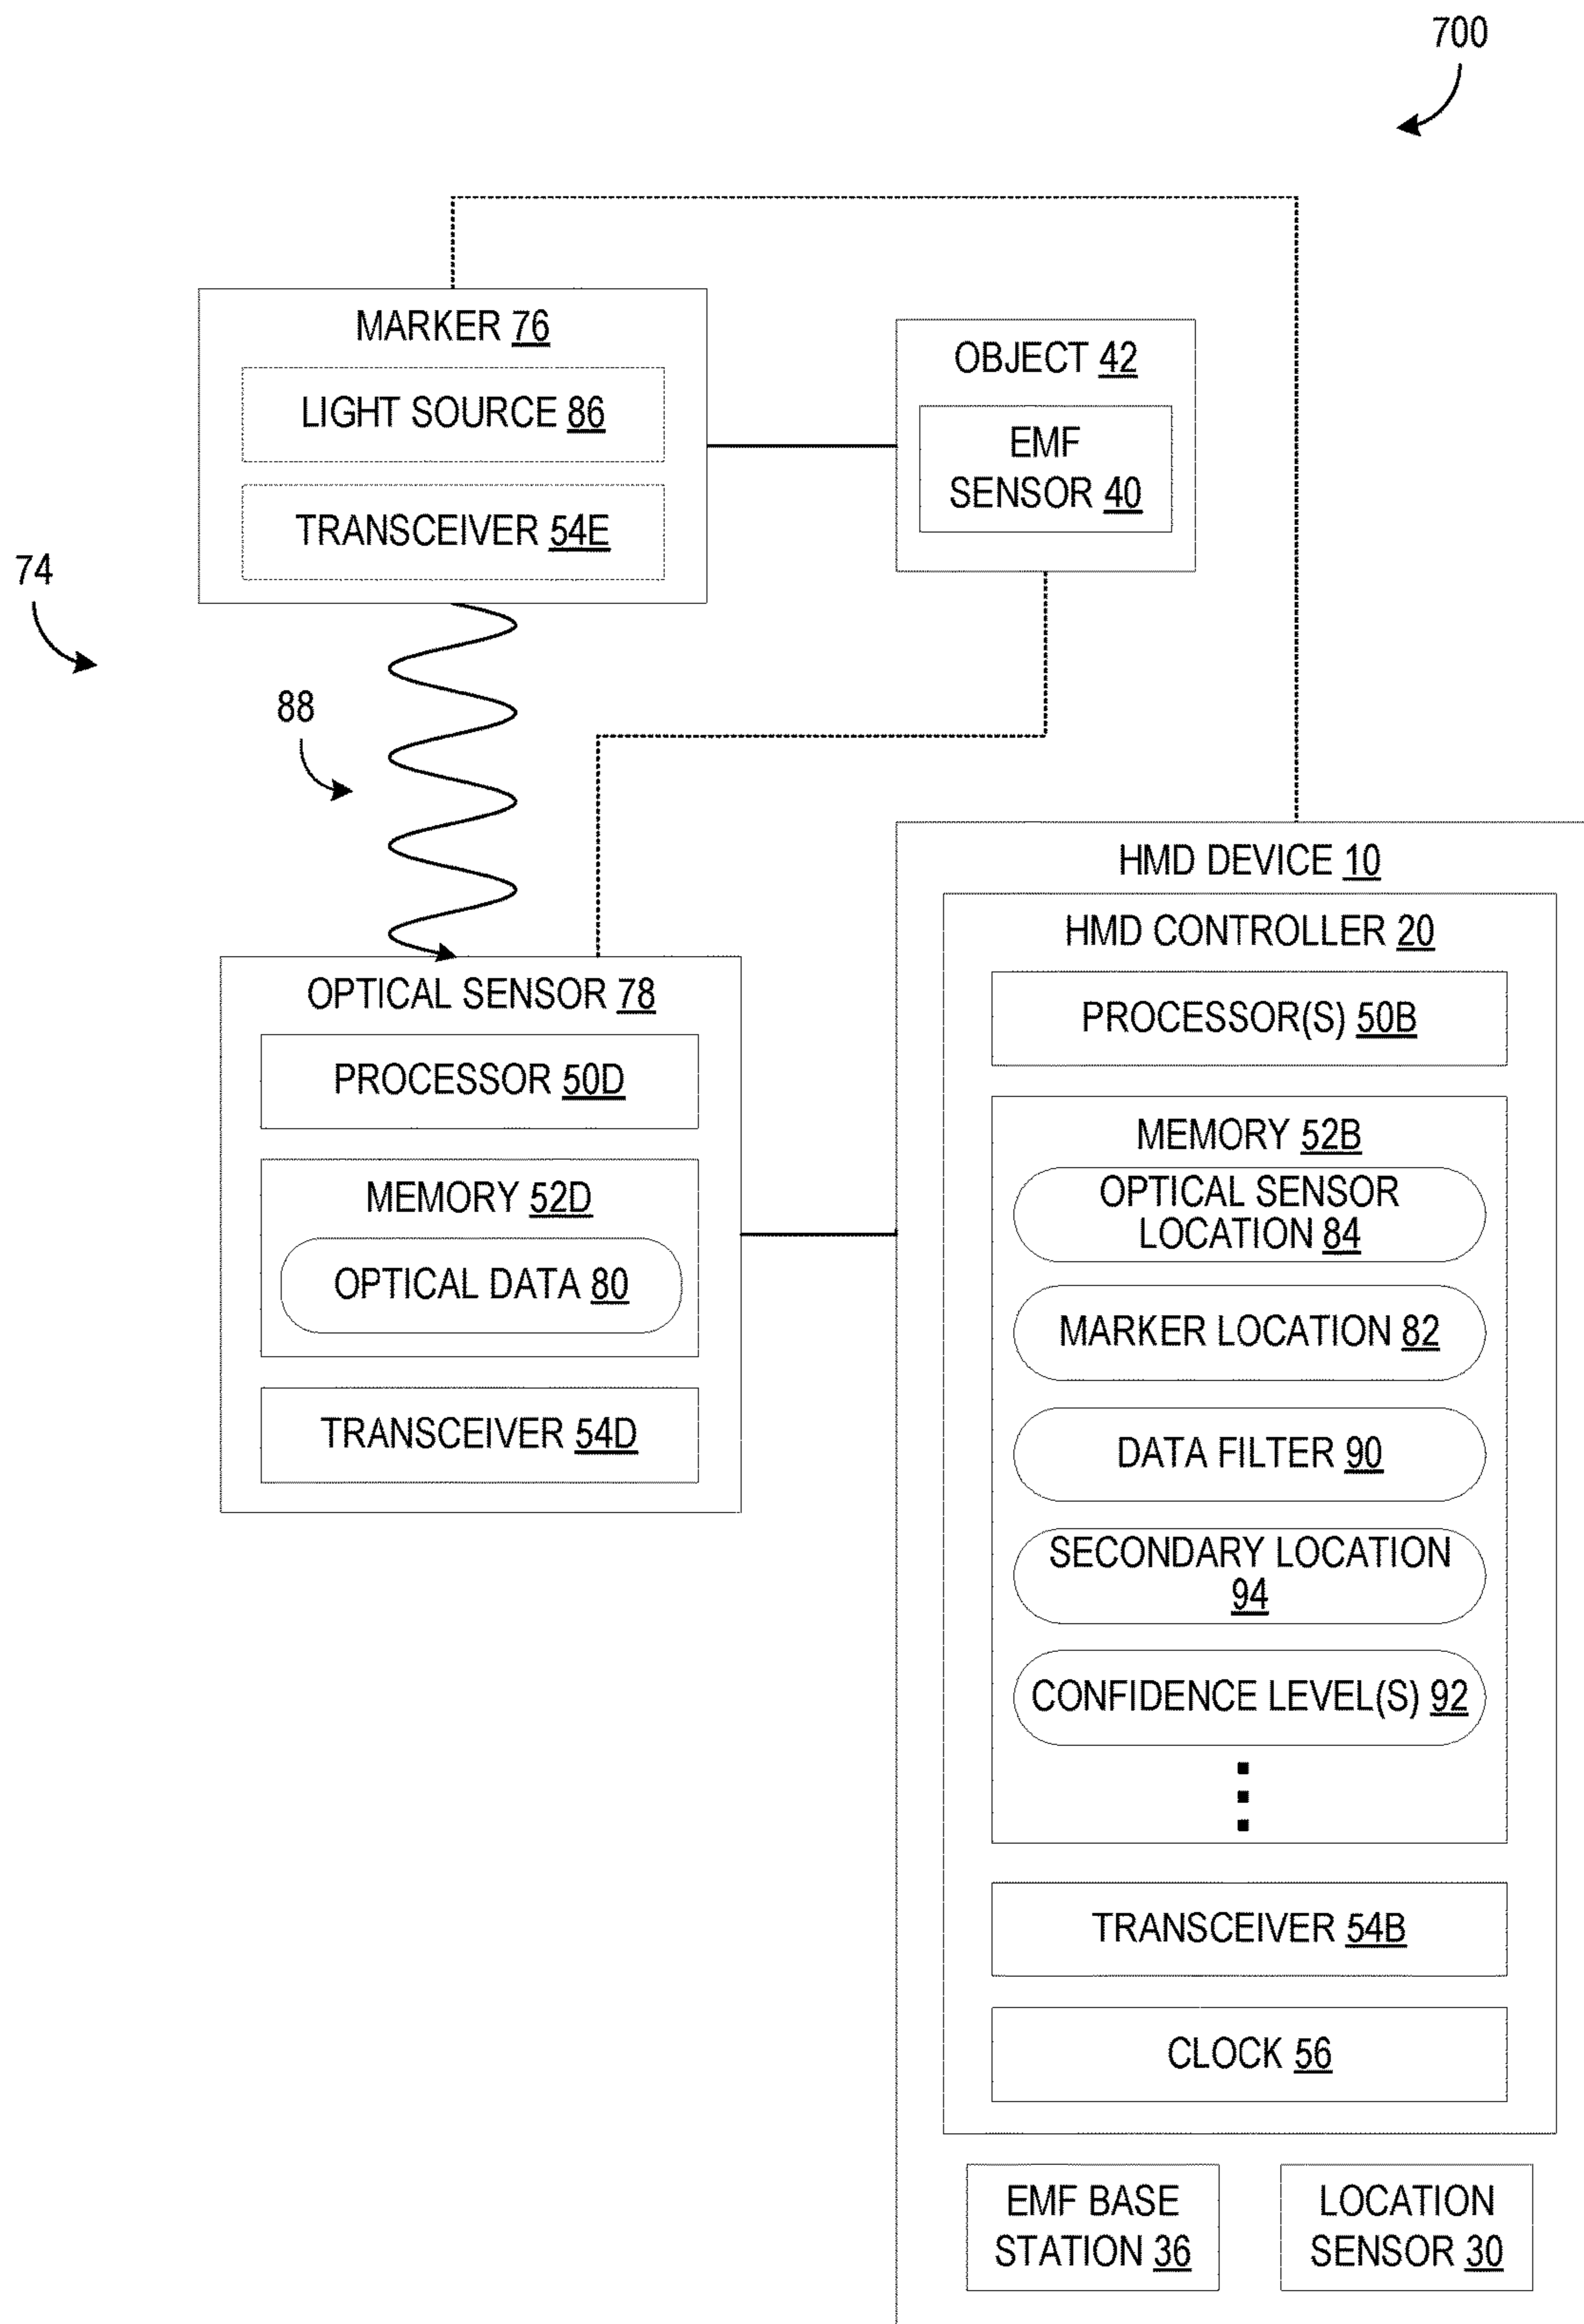 700
MARKER 76
LIGHT SOURCE 86
TRANSCEIVER 54E
OBJECT 42
EMF
SENSOR 40
74
88
OPTICAL SENSOR 78
PROCESSOR 50D
MEMORY 52D
OPTICAL DATA 80
TRANSCEIVER 54D
HMD DEVICE 10
HMD CONTROLLER 20
PROCESSOR(S) 50B
MEMORY 52B
OPTICAL SENSOR
LOCATION 84
MARKER LOCATION 82
DATA FILTER 90
SECONDARY LOCATION
94
CONFIDENCE LEVEL(S) 92
TRANSCEIVER 54B
CLOCK 56
EMF BASE
STATION 36
LOCATION
SENSOR 30